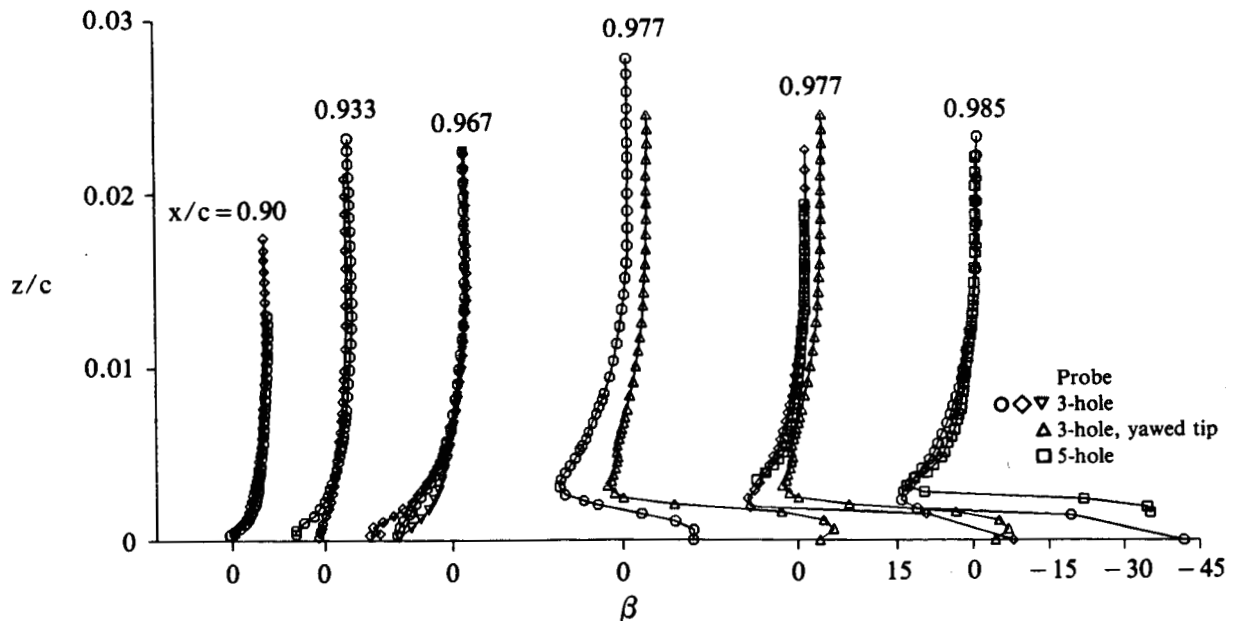 0.03
0.977
0.933
0.967
0.977
0.985
0.02
x/c=0.90
z/c
0.01
Probe
3-hole
3-hole, yawed tip
5-hole
0
0 0 0 0 0 15 0 −15 −30 −45
β